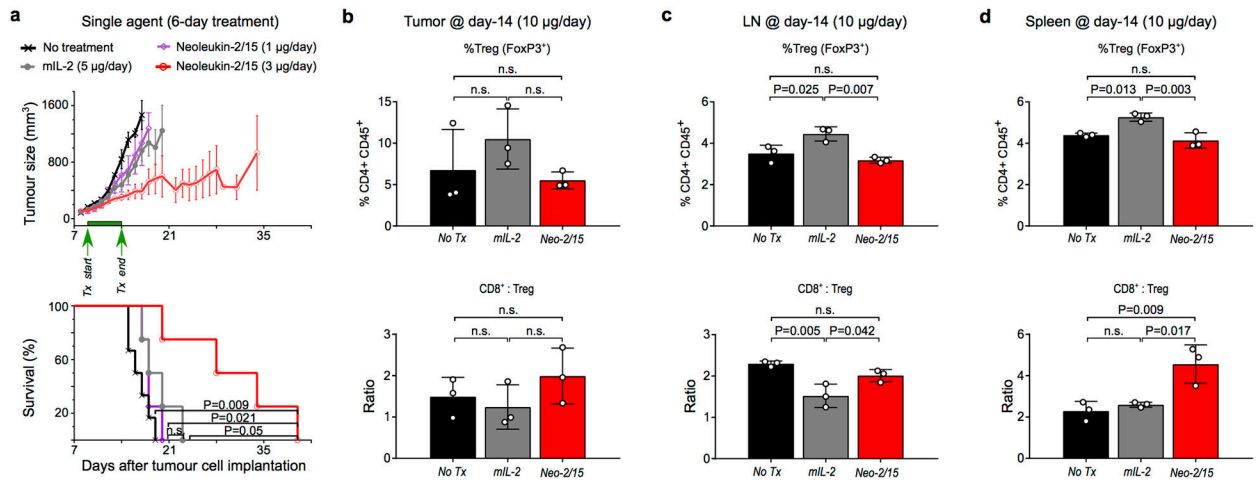 a
Single agent (6-day treatment)
No treatment
Neoleukin-2/15 (1 µg/day)
mIL-2 (5 µg/day)
Neoleukin-2/15 (3 µg/day)
Tumour size (mm³)
1600
1200
800
400
0
7
21
35
Tx start
Tx end
Survival (%)
100
60
20
P=0.009
P=0.021
n.s.
P=0.05
7
21
35
Days after tumour cell implantation
b
Tumor @ day-14 (10 µg/day)
%Treg (FoxP3⁺)
n.s.
n.s.
n.s.
% CD4+ CD45⁺
15
10
5
0
No Tx
mIL-2
Neo-2/15
CD8⁺ : Treg
n.s.
n.s.
n.s.
Ratio
3
2
1
0
No Tx
mIL-2
Neo-2/15
c
LN @ day-14 (10 µg/day)
%Treg (FoxP3⁺)
n.s.
P=0.025
P=0.007
% CD4+ CD45⁺
6
4
2
0
No Tx
mIL-2
Neo-2/15
CD8⁺ : Treg
n.s.
P=0.005
P=0.042
Ratio
3
2
1
0
No Tx
mIL-2
Neo-2/15
d
Spleen @ day-14 (10 µg/day)
%Treg (FoxP3⁺)
n.s.
P=0.013
P=0.003
% CD4+ CD45⁺
6
4
2
0
No Tx
mIL-2
Neo-2/15
CD8⁺ : Treg
P=0.009
n.s.
P=0.017
Ratio
6
4
2
0
No Tx
mIL-2
Neo-2/15